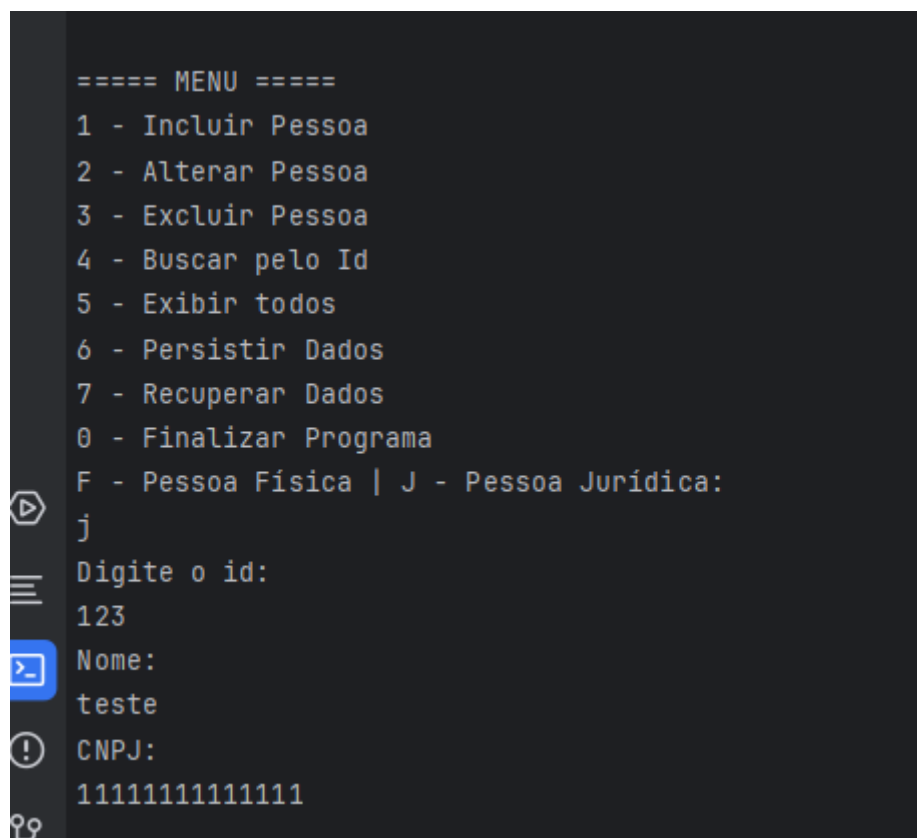 ===== MENU =====
1 - Incluir Pessoa
2 - Alterar Pessoa
3 - Excluir Pessoa
4 - Buscar pelo Id
5 - Exibir todos
6 - Persistir Dados
7 - Recuperar Dados
0 - Finalizar Programa
F - Pessoa Física | J - Pessoa Jurídica:
j
Digite o id:
123
Nome:
teste
CNPJ:
11111111111111